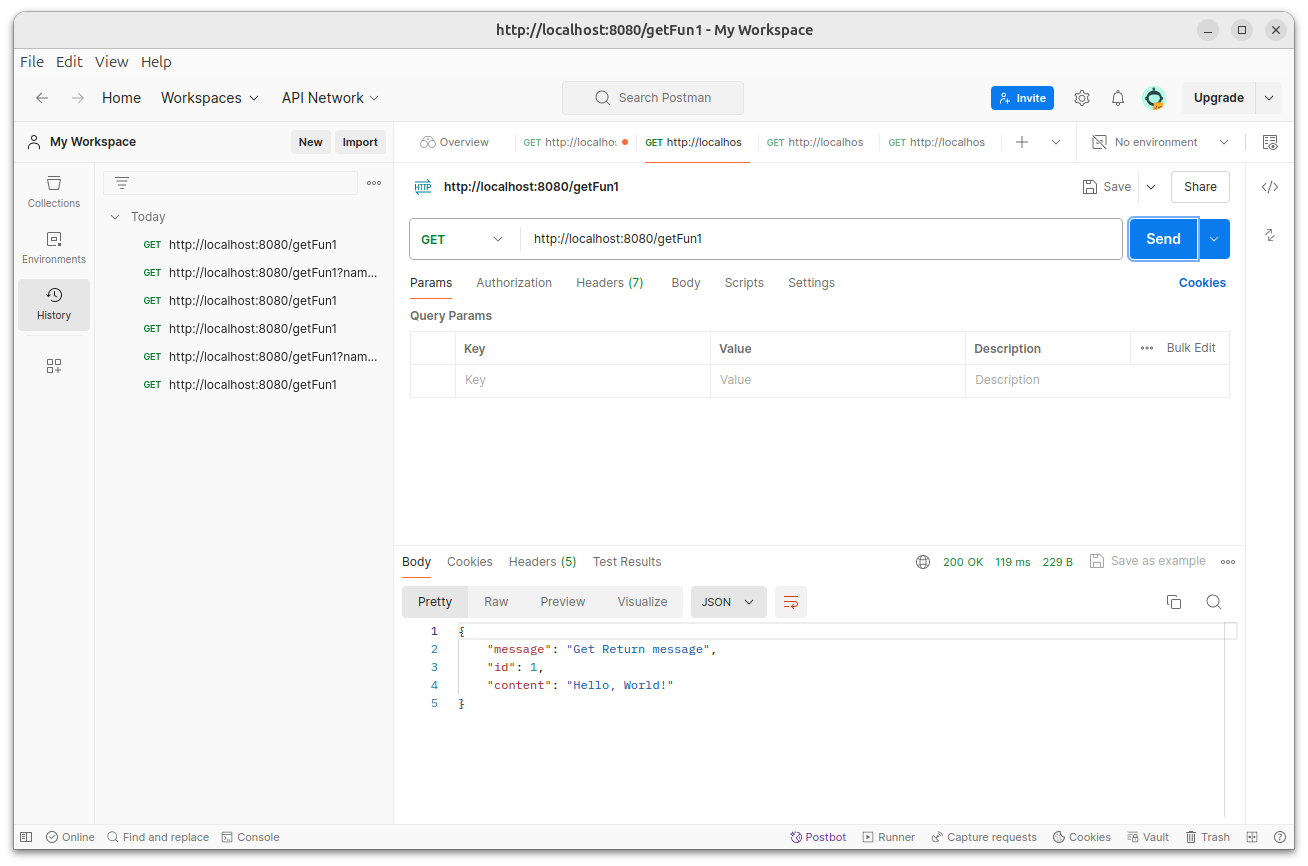 http://localhost:8080/getFun1 - My Workspace
File Edit View Help
Home Workspaces API Network Search Postman Invite Upgrade
My Workspace New Import Overview GET http://localhos GET http://localhos GET http://localhos GET http://localhos No environment
Collections
Environments
History
Today
GET http://localhost:8080/getFun1
GET http://localhost:8080/getFun1?nam...
GET http://localhost:8080/getFun1
GET http://localhost:8080/getFun1
GET http://localhost:8080/getFun1?nam...
GET http://localhost:8080/getFun1
HTTP http://localhost:8080/getFun1 Save Share
GET http://localhost:8080/getFun1 Send
Params Authorization Headers (7) Body Scripts Settings Cookies
Query Params
Key Value Description Bulk Edit
Key Value Description
Body Cookies Headers (5) Test Results 200 OK 119 ms 229 B Save as example
Pretty Raw Preview Visualize JSON
1 {
2 "message": "Get Return message",
3 "id": 1,
4 "content": "Hello, World!"
5 }
Online Find and replace Console Postbot Runner Capture requests Cookies Vault Trash